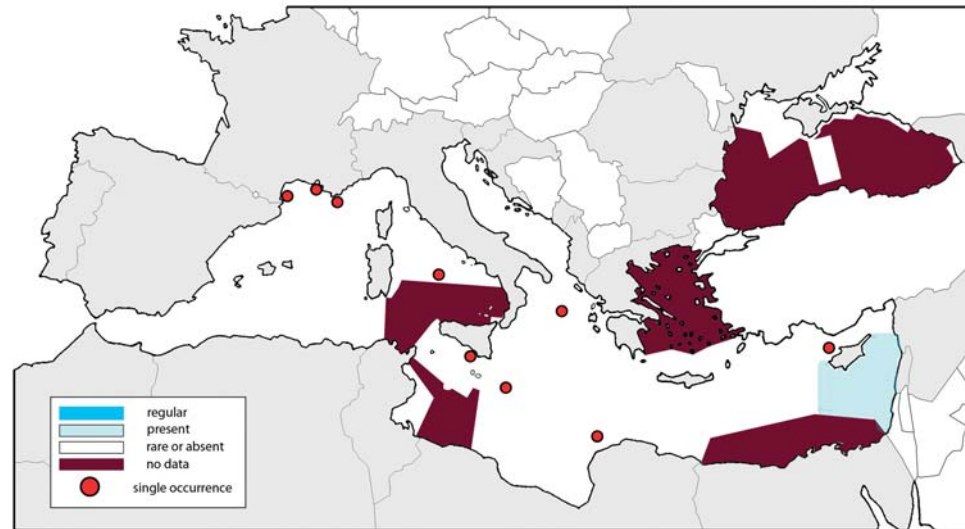 regular
present
rare or absent
no data
single occurrence